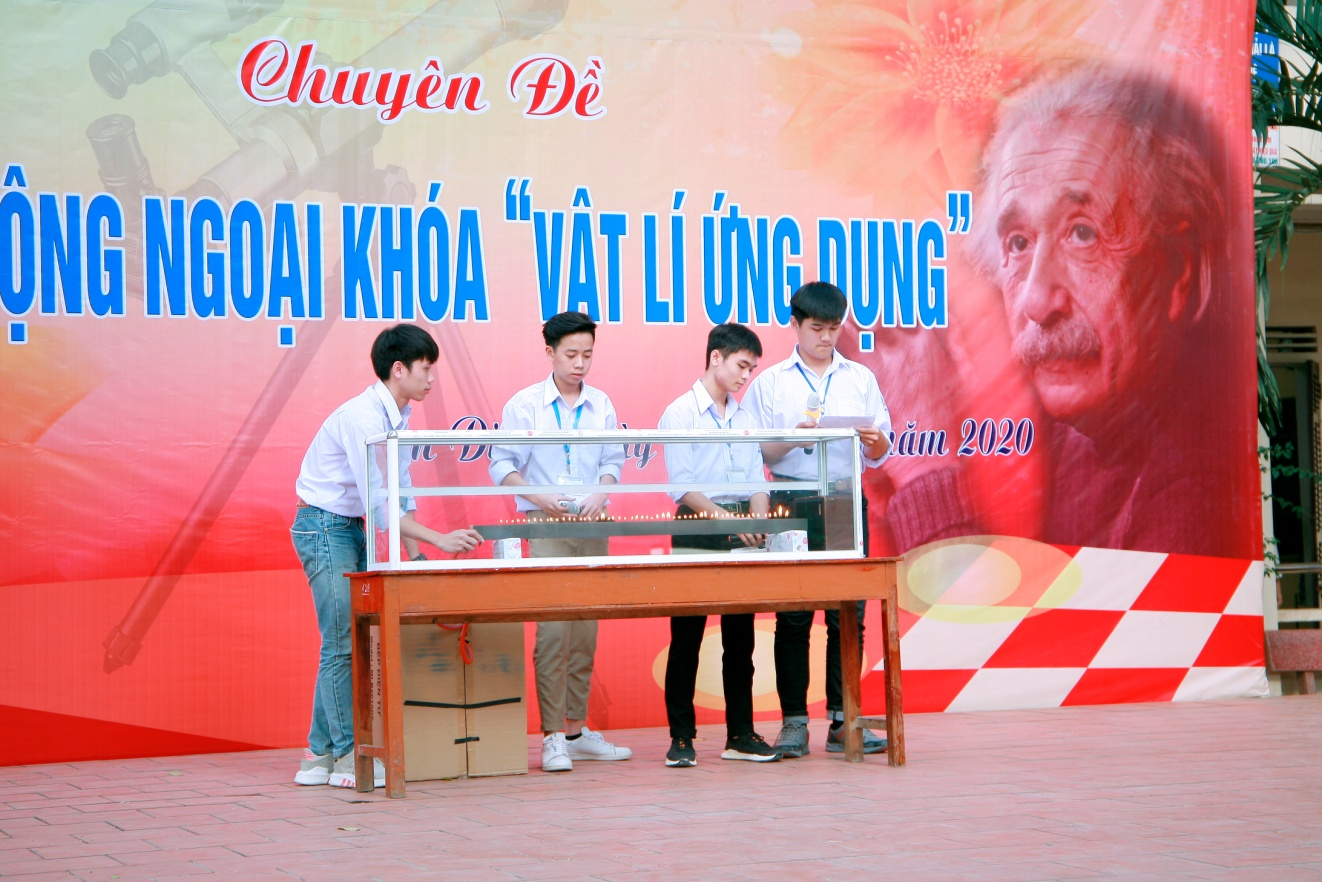 Chuyên Đề
ỘNG NGOẠI KHÓA "VẬT LÍ ỨNG DỤNG"
năm 2020